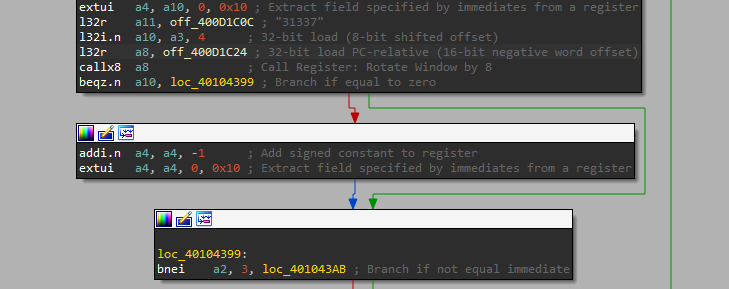 extui a4, a10, 0, 0x10 ; Extract field specified by immediates from a register
l32r a11, off_400D1C0C ; "31337"
l32i.n a10, a3, 4 ; 32-bit load (8-bit shifted offset)
l32r a8, off_400D1C24 ; 32-bit load PC-relative (16-bit negative word offset)
callx8 a8 ; Call Register: Rotate Window by 8
beqz.n a10, loc_40104399 ; Branch if equal to zero
addi.n a4, a4, -1 ; Add signed constant to register
extui a4, a4, 0, 0x10 ; Extract field specified by immediates from a register
loc_40104399:
bnei a2, 3, loc_401043AB ; Branch if not equal immediate